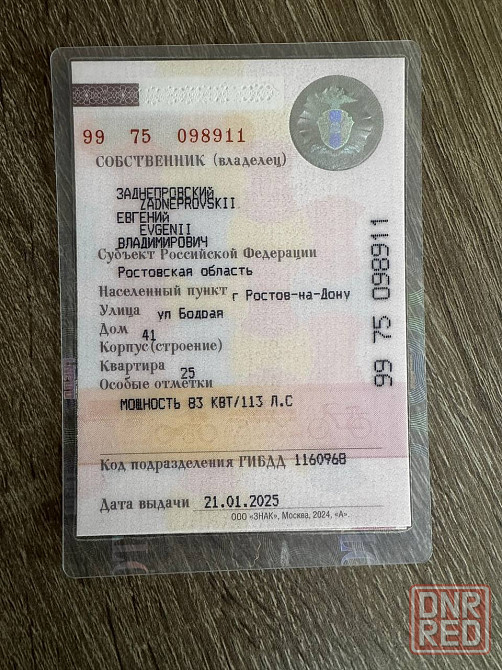 99 75 098911
СОБСТВЕННИК (владелец)
ЗАДНЕПРОВСКИЙ
ZADNEPROVSKII
ЕВГЕНИЙ
EVGENII
ВЛАДИМИРОВИЧ
Субъект Российской Федерации
Ростовская область
Населенный пункт г Ростов-на-Дону
Улица ул Бодрая
Дом 41
Корпус (строение)
Квартира 25
Особые отметки
МОЩНОСТЬ 83 КВТ/113 Л.С
Код подразделения ГИБДД 1160968
Дата выдачи 21.01.2025
ООО «ЗНАК», Москва, 2024, «А».
99 75 098911
DNR
RED